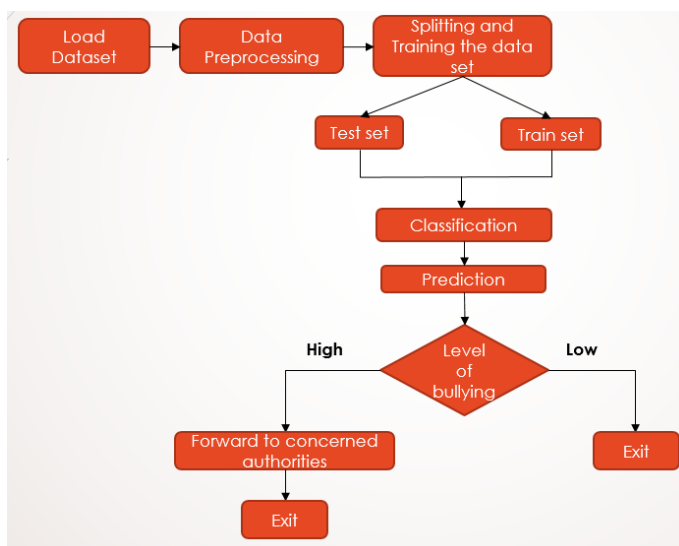 Load
Dataset
Data
Preprocessing
Splitting and
Training the data
set
Test set
Train set
Classification
Prediction
High
Level
of
bullying
Low
Forward to concerned
authorities
Exit
Exit